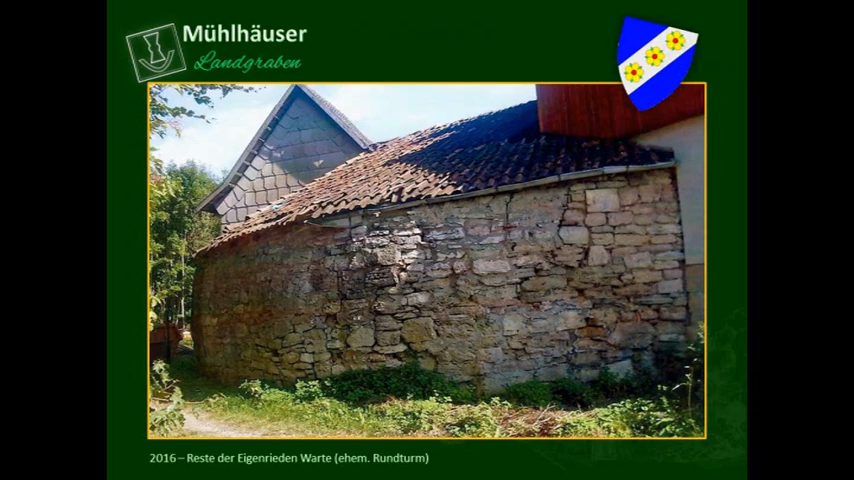 Mühlhäuser
Landgraben
2016 – Reste der Eigenrieden Warte (ehem. Rundturm)